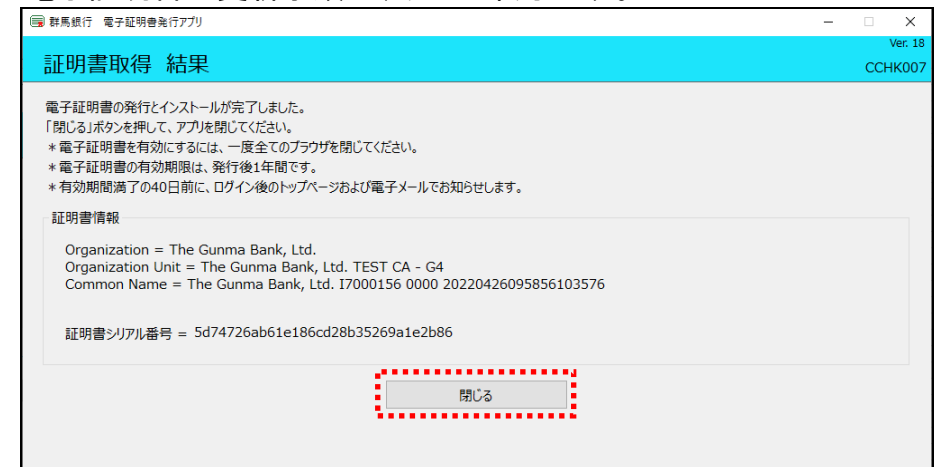 群馬銀行 電子証明書発行アプリ
Ver. 18
証明書取得 結果
CCHK007
電子証明書の発行とインストールが完了しました。
「閉じる」ボタンを押して、アプリを閉じてください。
＊電子証明書を有効にするには、一度全てのブラウザを閉じてください。
＊電子証明書の有効期限は、発行後1年間です。
＊有効期間満了の40日前に、ログイン後のトップページおよび電子メールでお知らせします。
証明書情報
Organization = The Gunma Bank, Ltd.
Organization Unit = The Gunma Bank, Ltd. TEST CA - G4
Common Name = The Gunma Bank, Ltd. I7000156 0000 20220426095856103576
証明書シリアル番号 = 5d74726ab61e186cd28b35269a1e2b86
閉じる